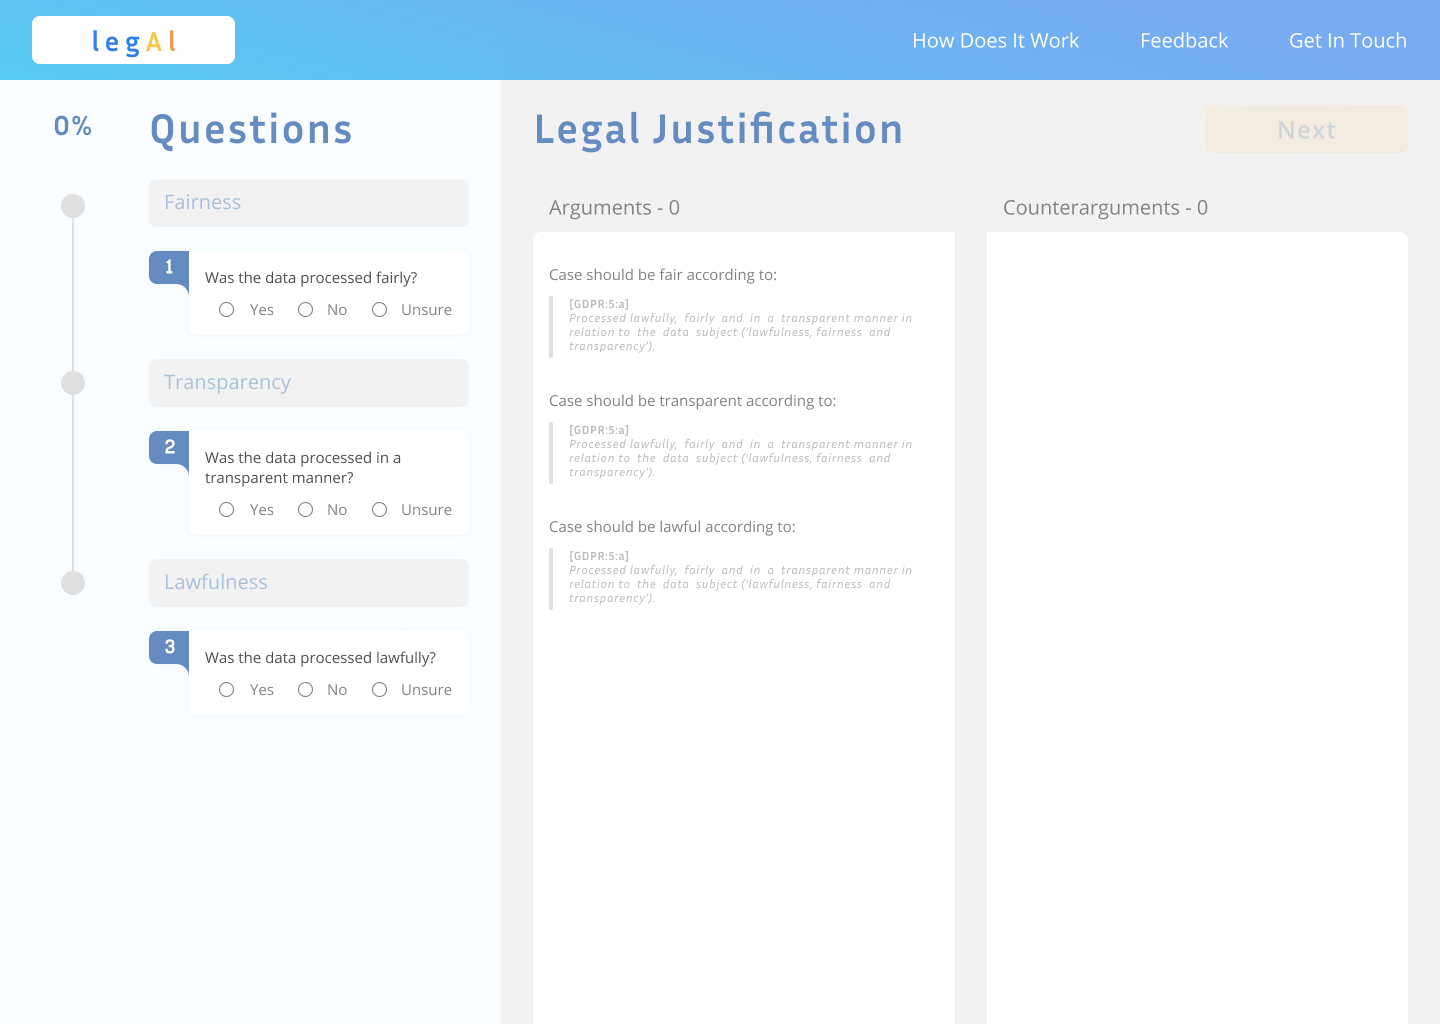 legAl
How Does It Work
Feedback
Get In Touch
0%
Questions
Fairness
1
Was the data processed fairly?
Yes
No
Unsure
Transparency
2
Was the data processed in a
transparent manner?
Yes
No
Unsure
Lawfulness
3
Was the data processed lawfully?
Yes
No
Unsure
Legal Justification
Next
Arguments - 0
Case should be fair according to:
[GDPR:5:a]
Processed lawfully, fairly and in a transparent manner in
relation to the data subject (‘lawfulness, fairness and
transparency’).
Case should be transparent according to:
[GDPR:5:a]
Processed lawfully, fairly and in a transparent manner in
relation to the data subject (‘lawfulness, fairness and
transparency’).
Case should be lawful according to:
[GDPR:5:a]
Processed lawfully, fairly and in a transparent manner in
relation to the data subject (‘lawfulness, fairness and
transparency’).
Counterarguments - 0